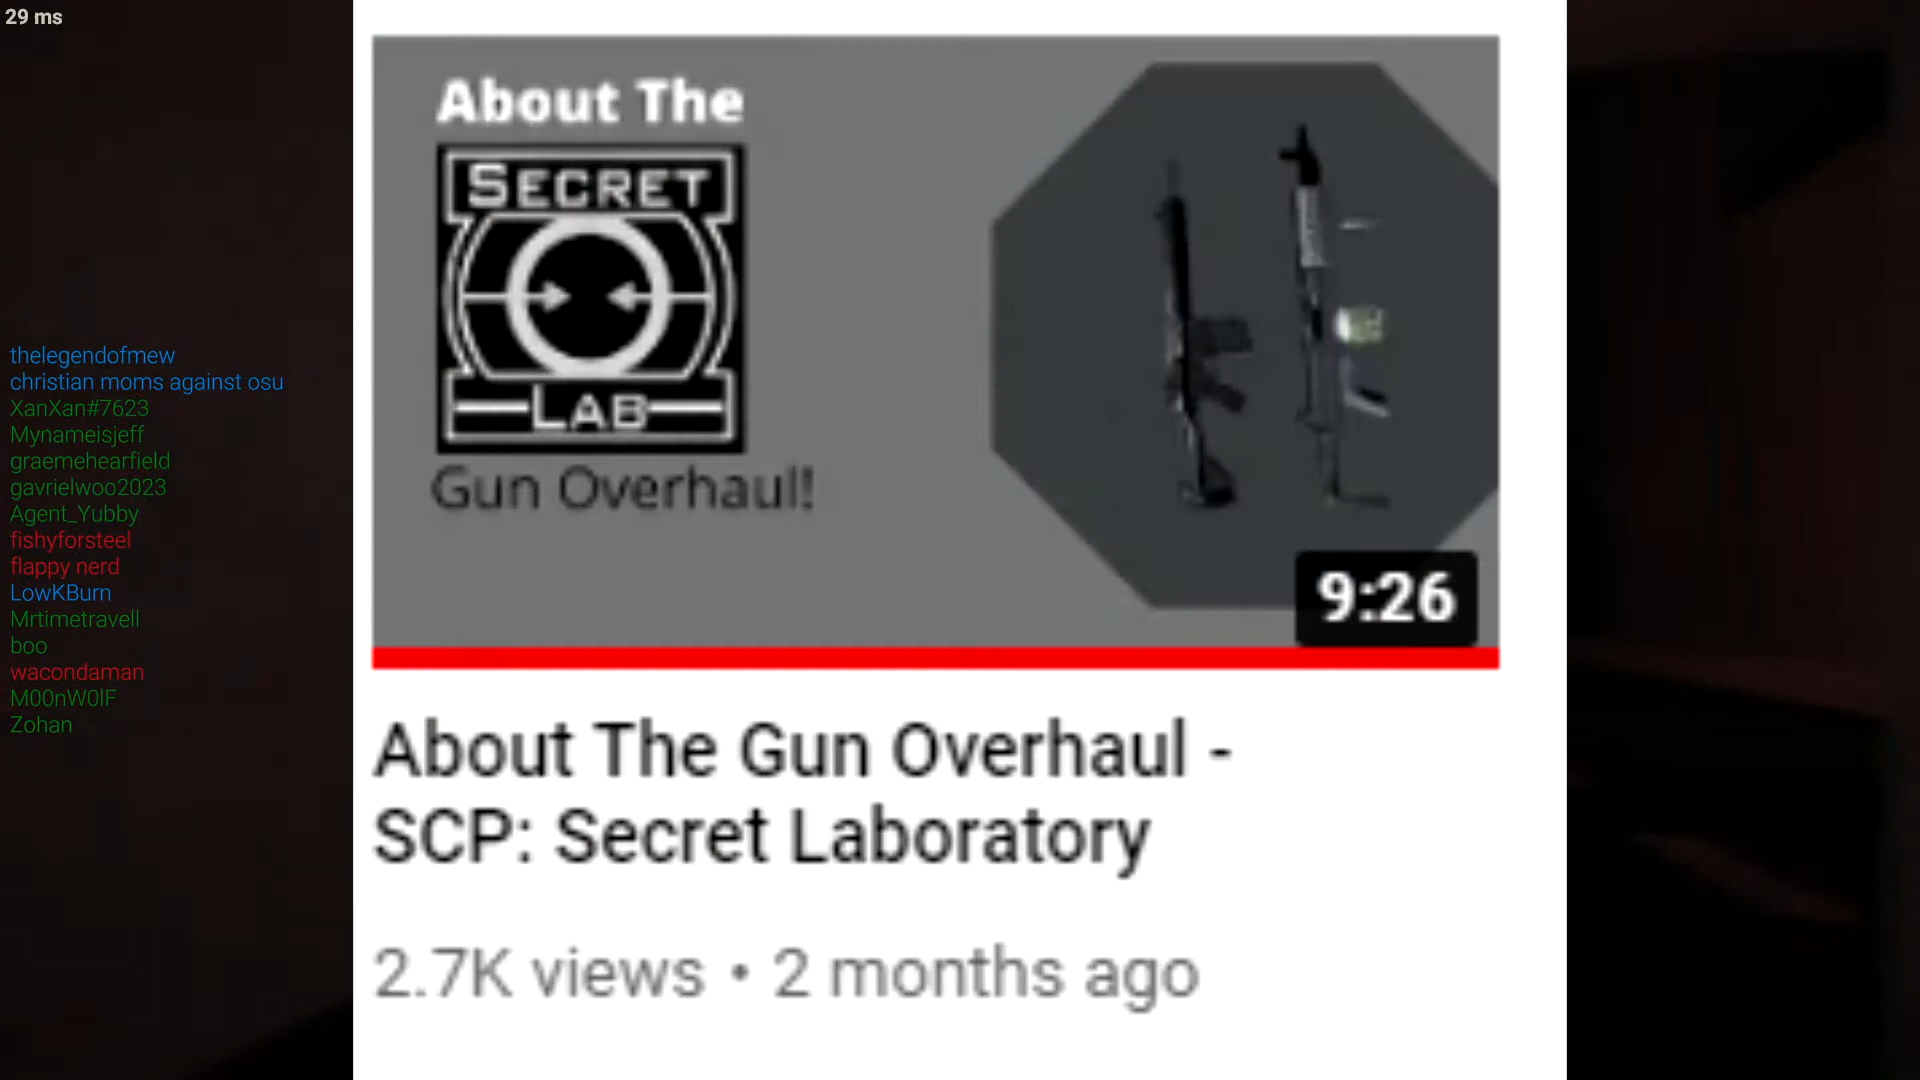 29 ms
thelegendofmew
christian moms against osu
XanXan#7623
Mynameisjeff
graemehearfield
gavrielwoo2023
Agent_Yubby
fishyforsteel
flappy nerd
LowKBurn
Mrtimetravell
boo
wacondaman
M00nW0lF
Zohan
About The
SECRET
LAB
Gun Overhaul!
9:26
About The Gun Overhaul -
SCP: Secret Laboratory
2.7K views • 2 months ago